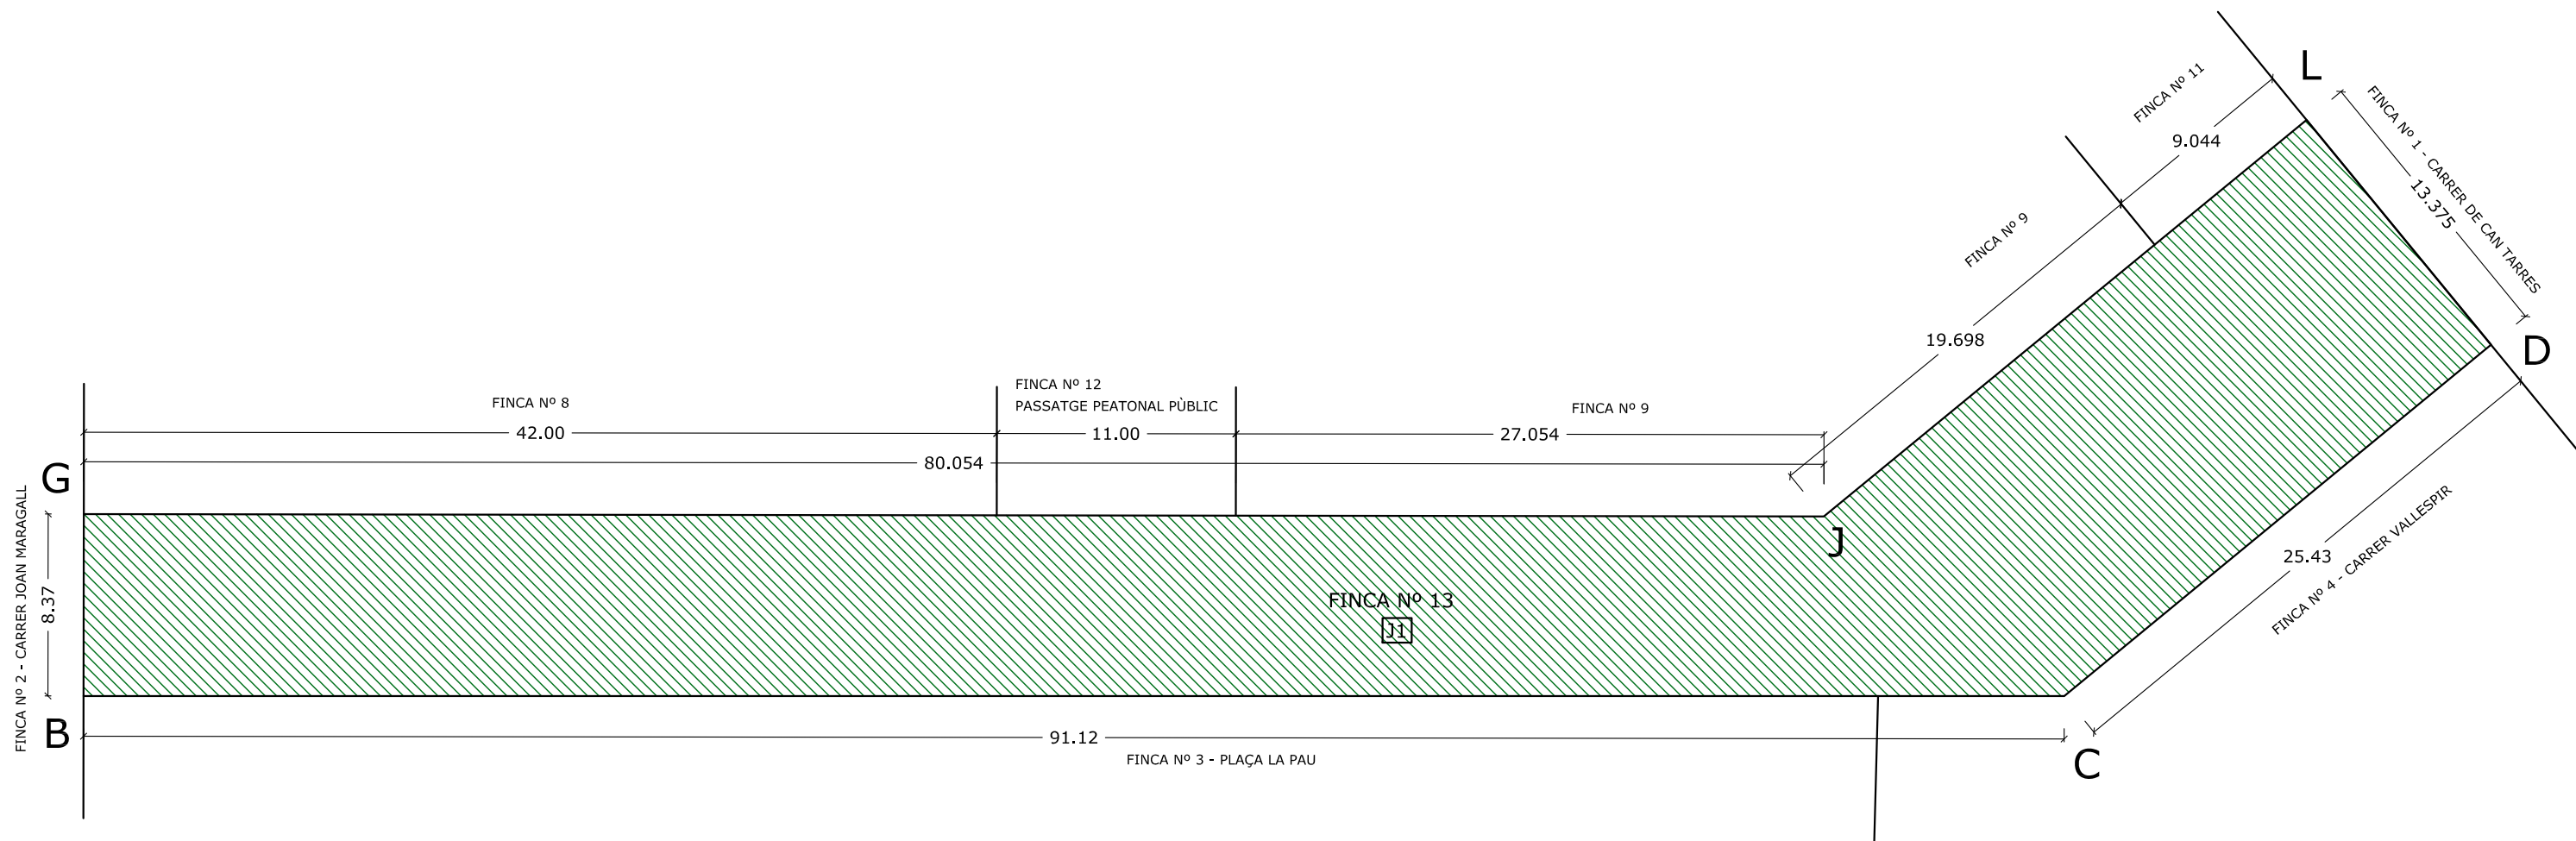 L
FINCA Nº 11
9.044
FINCA Nº 1 - CARRER DE CAN TARRES
13.375
FINCA Nº 9
19.698
D
FINCA Nº 12
PASSATGE PEATONAL PÙBLIC
FINCA Nº 8
FINCA Nº 9
42.00
11.00
27.054
80.054
G
FINCA Nº 2 - CARRER JOAN MARAGALL
8.37
J
FINCA Nº 13
J1
25.43
FINCA Nº 4 - CARRER VALLESPIR
B
91.12
C
FINCA Nº 3 - PLAÇA LA PAU